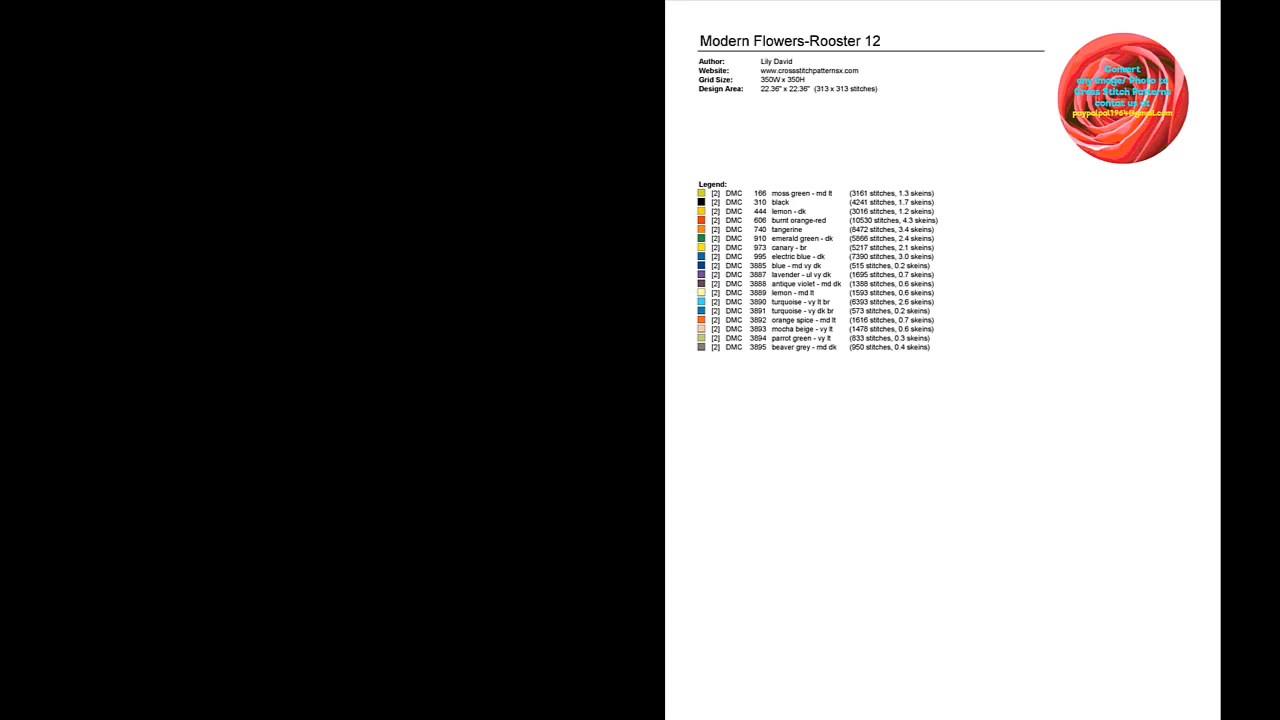 Modern Flowers-Rooster 12
Author: Lily David
Website: www.crossstitchpatternsx.com
Grid Size: 350W x 350H
Design Area: 22.36" x 22.36" (313 x 313 stitches)
Convert
any Image/ Photo to
Cross Stitch Patterns
contat us at
paypalpal1964@gmail.com
Legend:
[2] DMC 166 moss green - md lt (3161 stitches, 1.3 skeins)
[2] DMC 310 black (4241 stitches, 1.7 skeins)
[2] DMC 444 lemon - dk (3016 stitches, 1.2 skeins)
[2] DMC 606 burnt orange-red (10530 stitches, 4.3 skeins)
[2] DMC 740 tangerine (8472 stitches, 3.4 skeins)
[2] DMC 910 emerald green - dk (5866 stitches, 2.4 skeins)
[2] DMC 973 canary - br (5217 stitches, 2.1 skeins)
[2] DMC 995 electric blue - dk (7390 stitches, 3.0 skeins)
[2] DMC 3885 blue - md vy dk (515 stitches, 0.2 skeins)
[2] DMC 3887 lavender - ul vy dk (1695 stitches, 0.7 skeins)
[2] DMC 3888 antique violet - md dk (1388 stitches, 0.6 skeins)
[2] DMC 3889 lemon - md lt (1593 stitches, 0.6 skeins)
[2] DMC 3890 turquoise - vy lt br (6393 stitches, 2.6 skeins)
[2] DMC 3891 turquoise - vy dk br (573 stitches, 0.2 skeins)
[2] DMC 3892 orange spice - md lt (1616 stitches, 0.7 skeins)
[2] DMC 3893 mocha beige - vy lt (1478 stitches, 0.6 skeins)
[2] DMC 3894 parrot green - vy lt (833 stitches, 0.3 skeins)
[2] DMC 3895 beaver grey - md dk (950 stitches, 0.4 skeins)